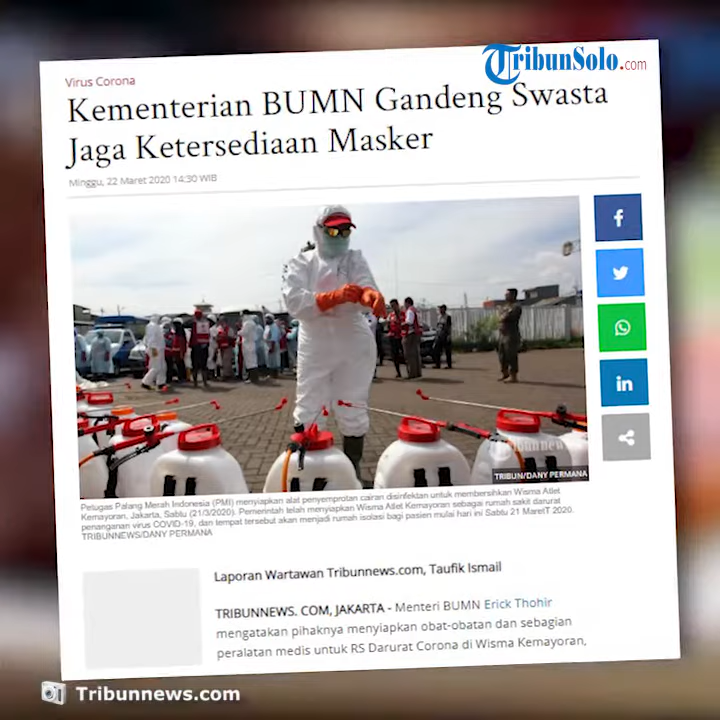 TribunSolo.com
Virus Corona
Kementerian BUMN Gandeng Swasta
Jaga Ketersediaan Masker
Minggu, 22 Maret 2020 14:30 WIB
Tribunnews
TRIBUN/DANY PERMANA
Petugas Palang Merah Indonesia (PMI) menyiapkan alat penyemprotan cairan disinfektan untuk membersihkan Wisma Atlet
Kemayoran, Jakarta, Sabtu (21/3/2020). Pemerintah telah menyiapkan Wisma Atlet Kemayoran sebagai rumah sakit darurat
penanganan virus COVID-19, dan tempat tersebut akan menjadi rumah isolasi bagi pasien mulai hari ini Sabtu 21 MareT 2020.
TRIBUNNEWS/DANY PERMANA
Laporan Wartawan Tribunnews.com, Taufik Ismail
TRIBUNNEWS. COM, JAKARTA - Menteri BUMN Erick Thohir
mengatakan pihaknya menyiapkan obat-obatan dan sebagian
peralatan medis untuk RS Darurat Corona di Wisma Kemayoran,
Tribunnews.com